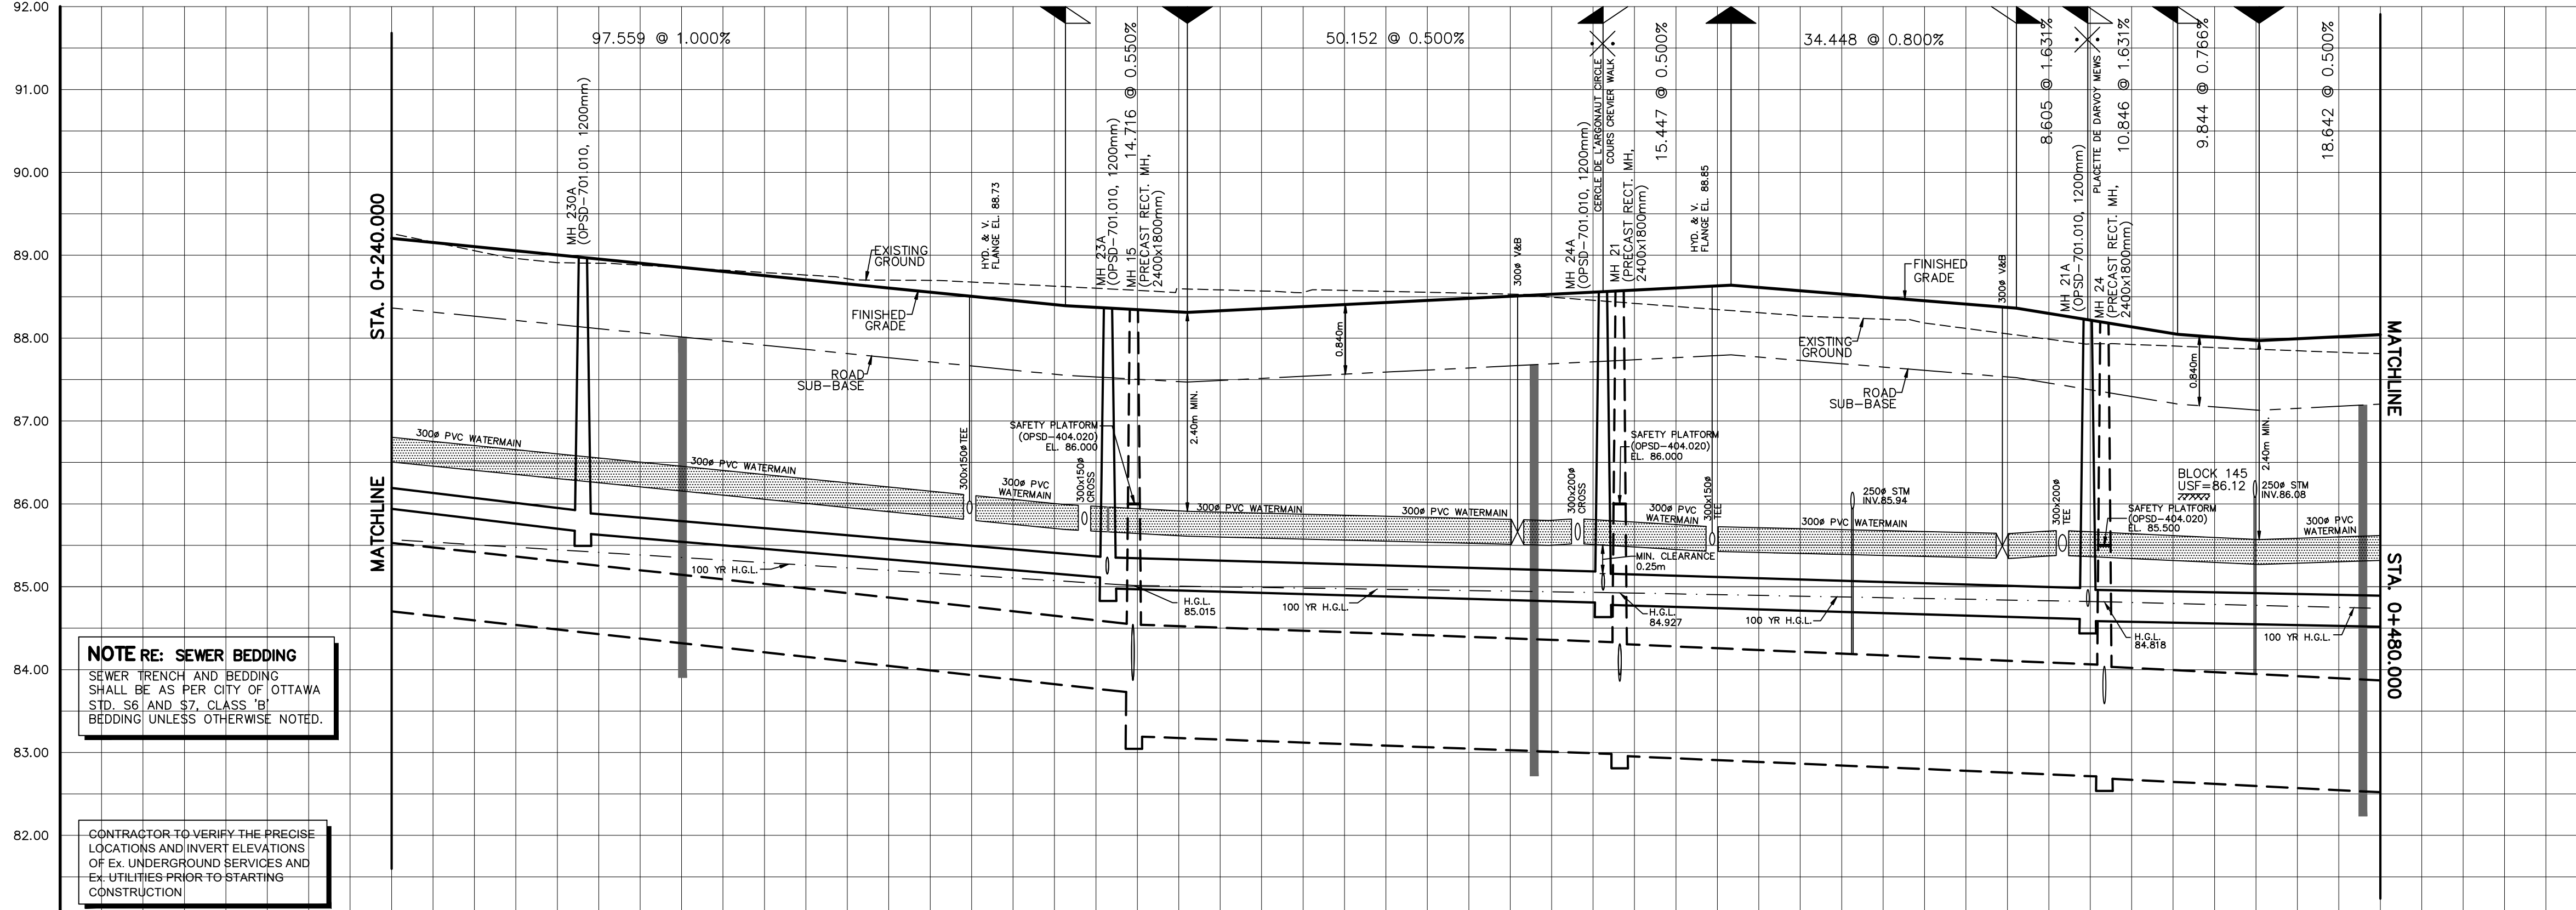 92.00
91.00
90.00
89.00
88.00
87.00
86.00
85.00
84.00
83.00
82.00
97.559 @ 1.000%
14.716 @ 0.550%
50.152 @ 0.500%
15.447 @ 0.500%
34.448 @ 0.800%
8.605 @ 1.631%
10.846 @ 1.631%
9.844 @ 0.766%
18.642 @ 0.500%
STA. 0+240.000
MATCHLINE
MH 230A
(OPSD-701.010, 1200mm)
HYD. & V.
FLANGE EL. 88.73
MH 23A
(OPSD-701.010, 1200mm)
MH 15
(PRECAST RECT. MH,
2400x1800mm)
300ø V&B
MH 24A
(OPSD-701.010, 1200mm)
CERCLE DE L'ARGONAUT CIRCLE
COURS CREVIER WALK
MH 21
(PRECAST RECT. MH,
2400x1800mm)
HYD. & V.
FLANGE EL. 88.85
300ø V&B
MH 21A
(OPSD-701.010, 1200mm)
PLACETTE DE DARVOY MEWS
MH 24
(PRECAST RECT. MH,
2400x1800mm)
EXISTING
GROUND
FINISHED
GRADE
ROAD
SUB-BASE
0.840m
2.40m MIN.
FINISHED
GRADE
EXISTING
GROUND
ROAD
SUB-BASE
0.840m
2.40m MIN.
MATCHLINE
STA. 0+480.000
300ø PVC WATERMAIN
300ø PVC WATERMAIN
300x150ø TEE
300ø PVC
WATERMAIN
300x150ø
CROSS
SAFETY PLATFORM
(OPSD-404.020)
EL. 86.000
300ø PVC WATERMAIN
300ø PVC WATERMAIN
300x200ø
CROSS
SAFETY PLATFORM
(OPSD-404.020)
EL. 86.000
300ø PVC
WATERMAIN
300x150ø
TEE
MIN. CLEARANCE
0.25m
300ø PVC WATERMAIN
250ø STM
INV.85.94
300x200ø
TEE
SAFETY PLATFORM
(OPSD-404.020)
EL. 85.500
BLOCK 145
USF=86.12
250ø STM
INV.86.08
300ø PVC
WATERMAIN
100 YR H.G.L.
H.G.L.
85.015
100 YR H.G.L.
H.G.L.
84.927
100 YR H.G.L.
H.G.L.
84.818
100 YR H.G.L.
NOTE RE: SEWER BEDDING
SEWER TRENCH AND BEDDING
SHALL BE AS PER CITY OF OTTAWA
STD. S6 AND S7, CLASS 'B'
BEDDING UNLESS OTHERWISE NOTED.
CONTRACTOR TO VERIFY THE PRECISE
LOCATIONS AND INVERT ELEVATIONS
OF Ex. UNDERGROUND SERVICES AND
Ex. UTILITIES PRIOR TO STARTING
CONSTRUCTION